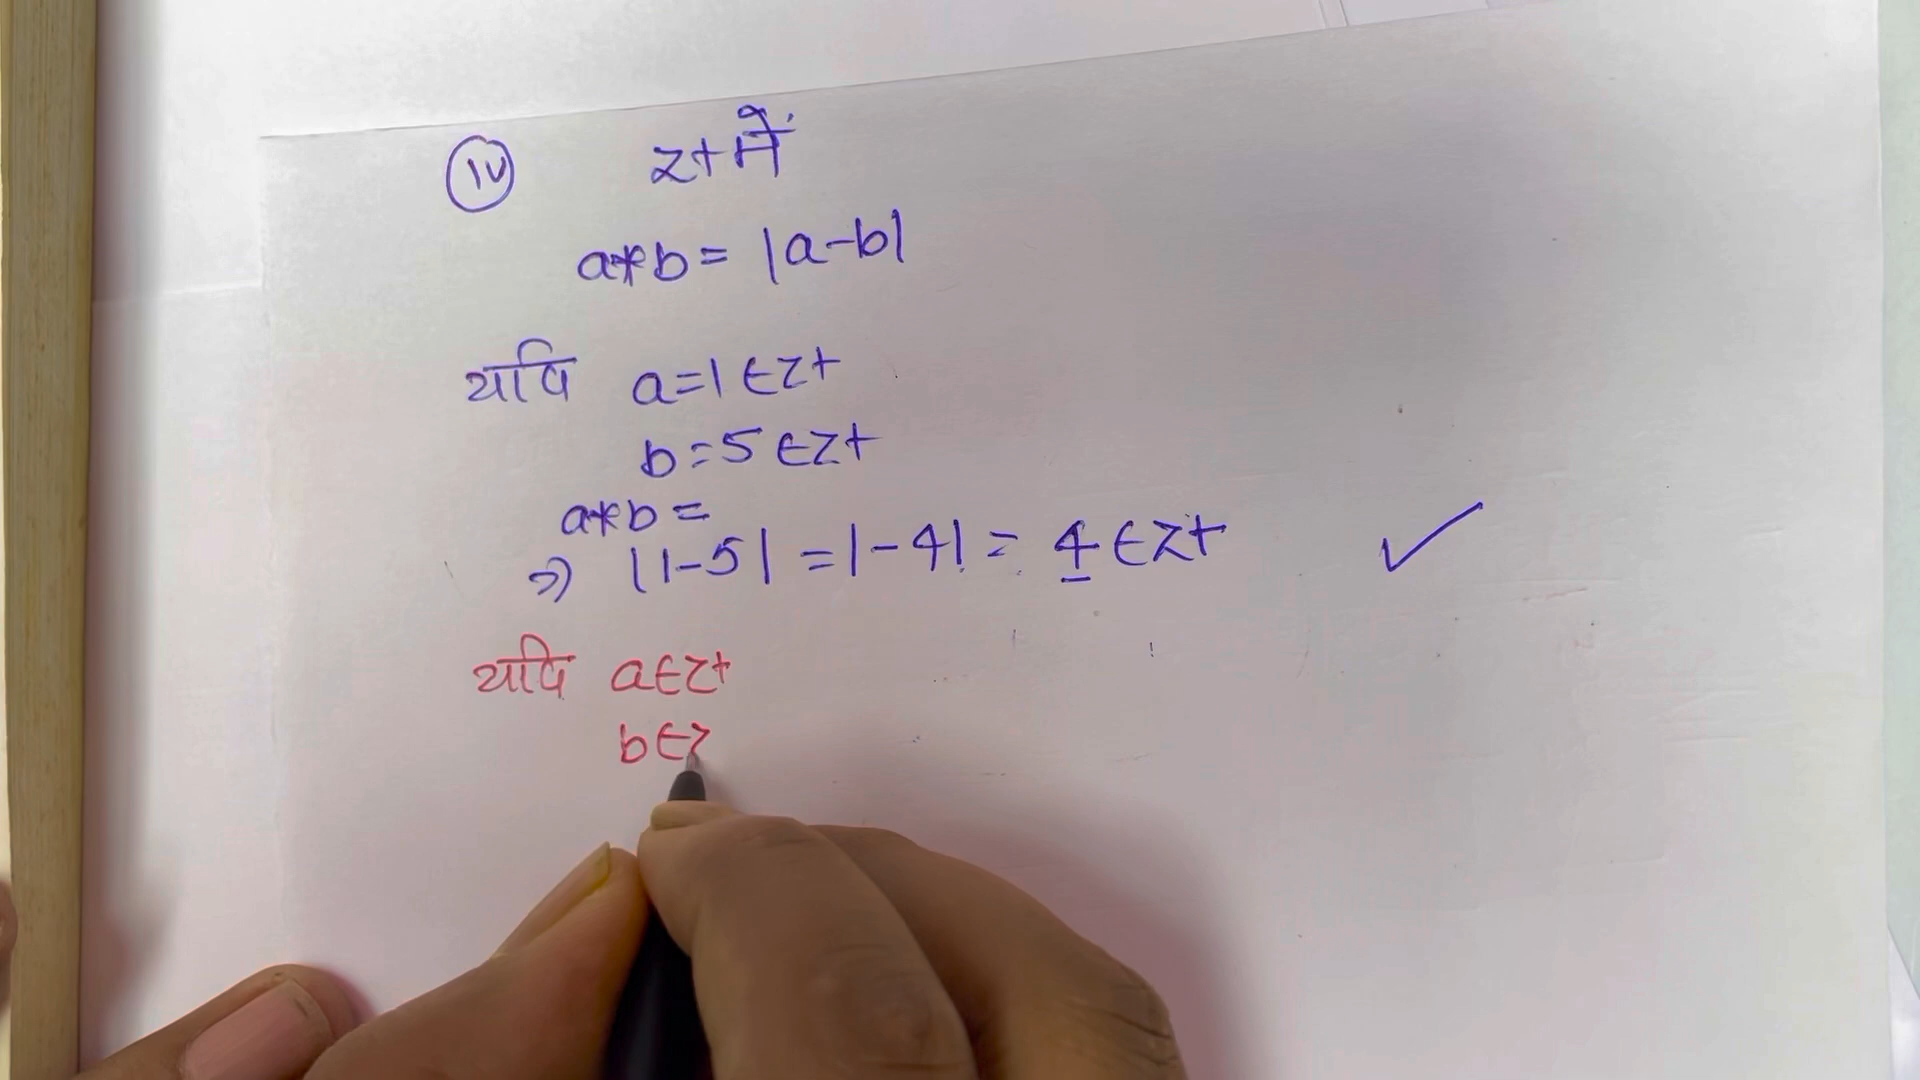 (iv) z+ में
a*b = |a-b|
यदि a=1 ∈ z+
b=5 ∈ z+
a*b =
⇒ |1-5| = |-4| = 4 ∈ z+ ✓
यदि a ∈ z+
b ∈ z